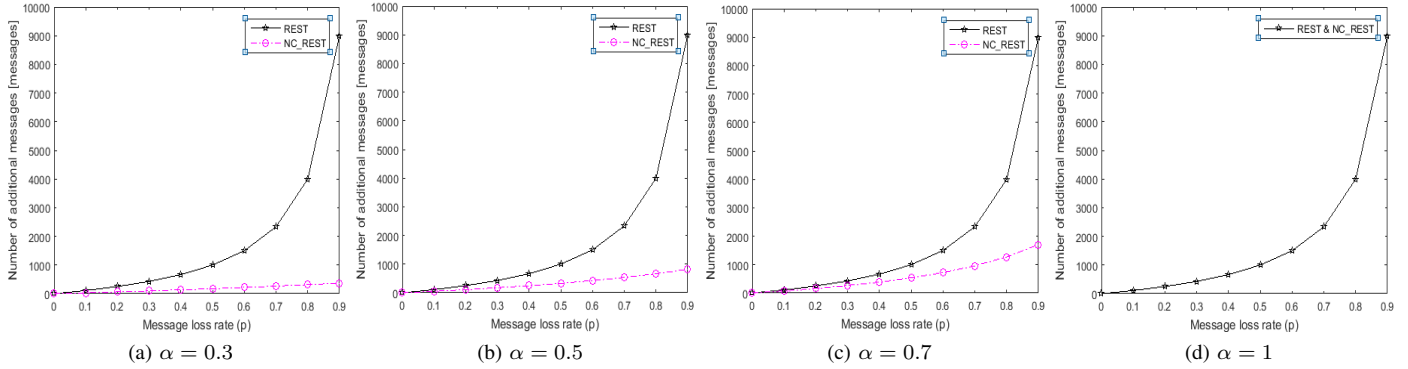 Number of additional messages [messages]
10000
9000
8000
7000
6000
5000
4000
3000
2000
1000
0
REST
NC_REST
0 0.1 0.2 0.3 0.4 0.5 0.6 0.7 0.8 0.9
Message loss rate (p)
(a) α = 0.3
Number of additional messages [messages]
10000
9000
8000
7000
6000
5000
4000
3000
2000
1000
0
REST
NC_REST
0 0.1 0.2 0.3 0.4 0.5 0.6 0.7 0.8 0.9
Message loss rate (p)
(b) α = 0.5
Number of additional messages [messages]
10000
9000
8000
7000
6000
5000
4000
3000
2000
1000
0
REST
NC_REST
0 0.1 0.2 0.3 0.4 0.5 0.6 0.7 0.8 0.9
Message loss rate (p)
(c) α = 0.7
Number of additional messages [messages]
10000
9000
8000
7000
6000
5000
4000
3000
2000
1000
0
REST & NC_REST
0 0.1 0.2 0.3 0.4 0.5 0.6 0.7 0.8 0.9
Message loss rate (p)
(d) α = 1